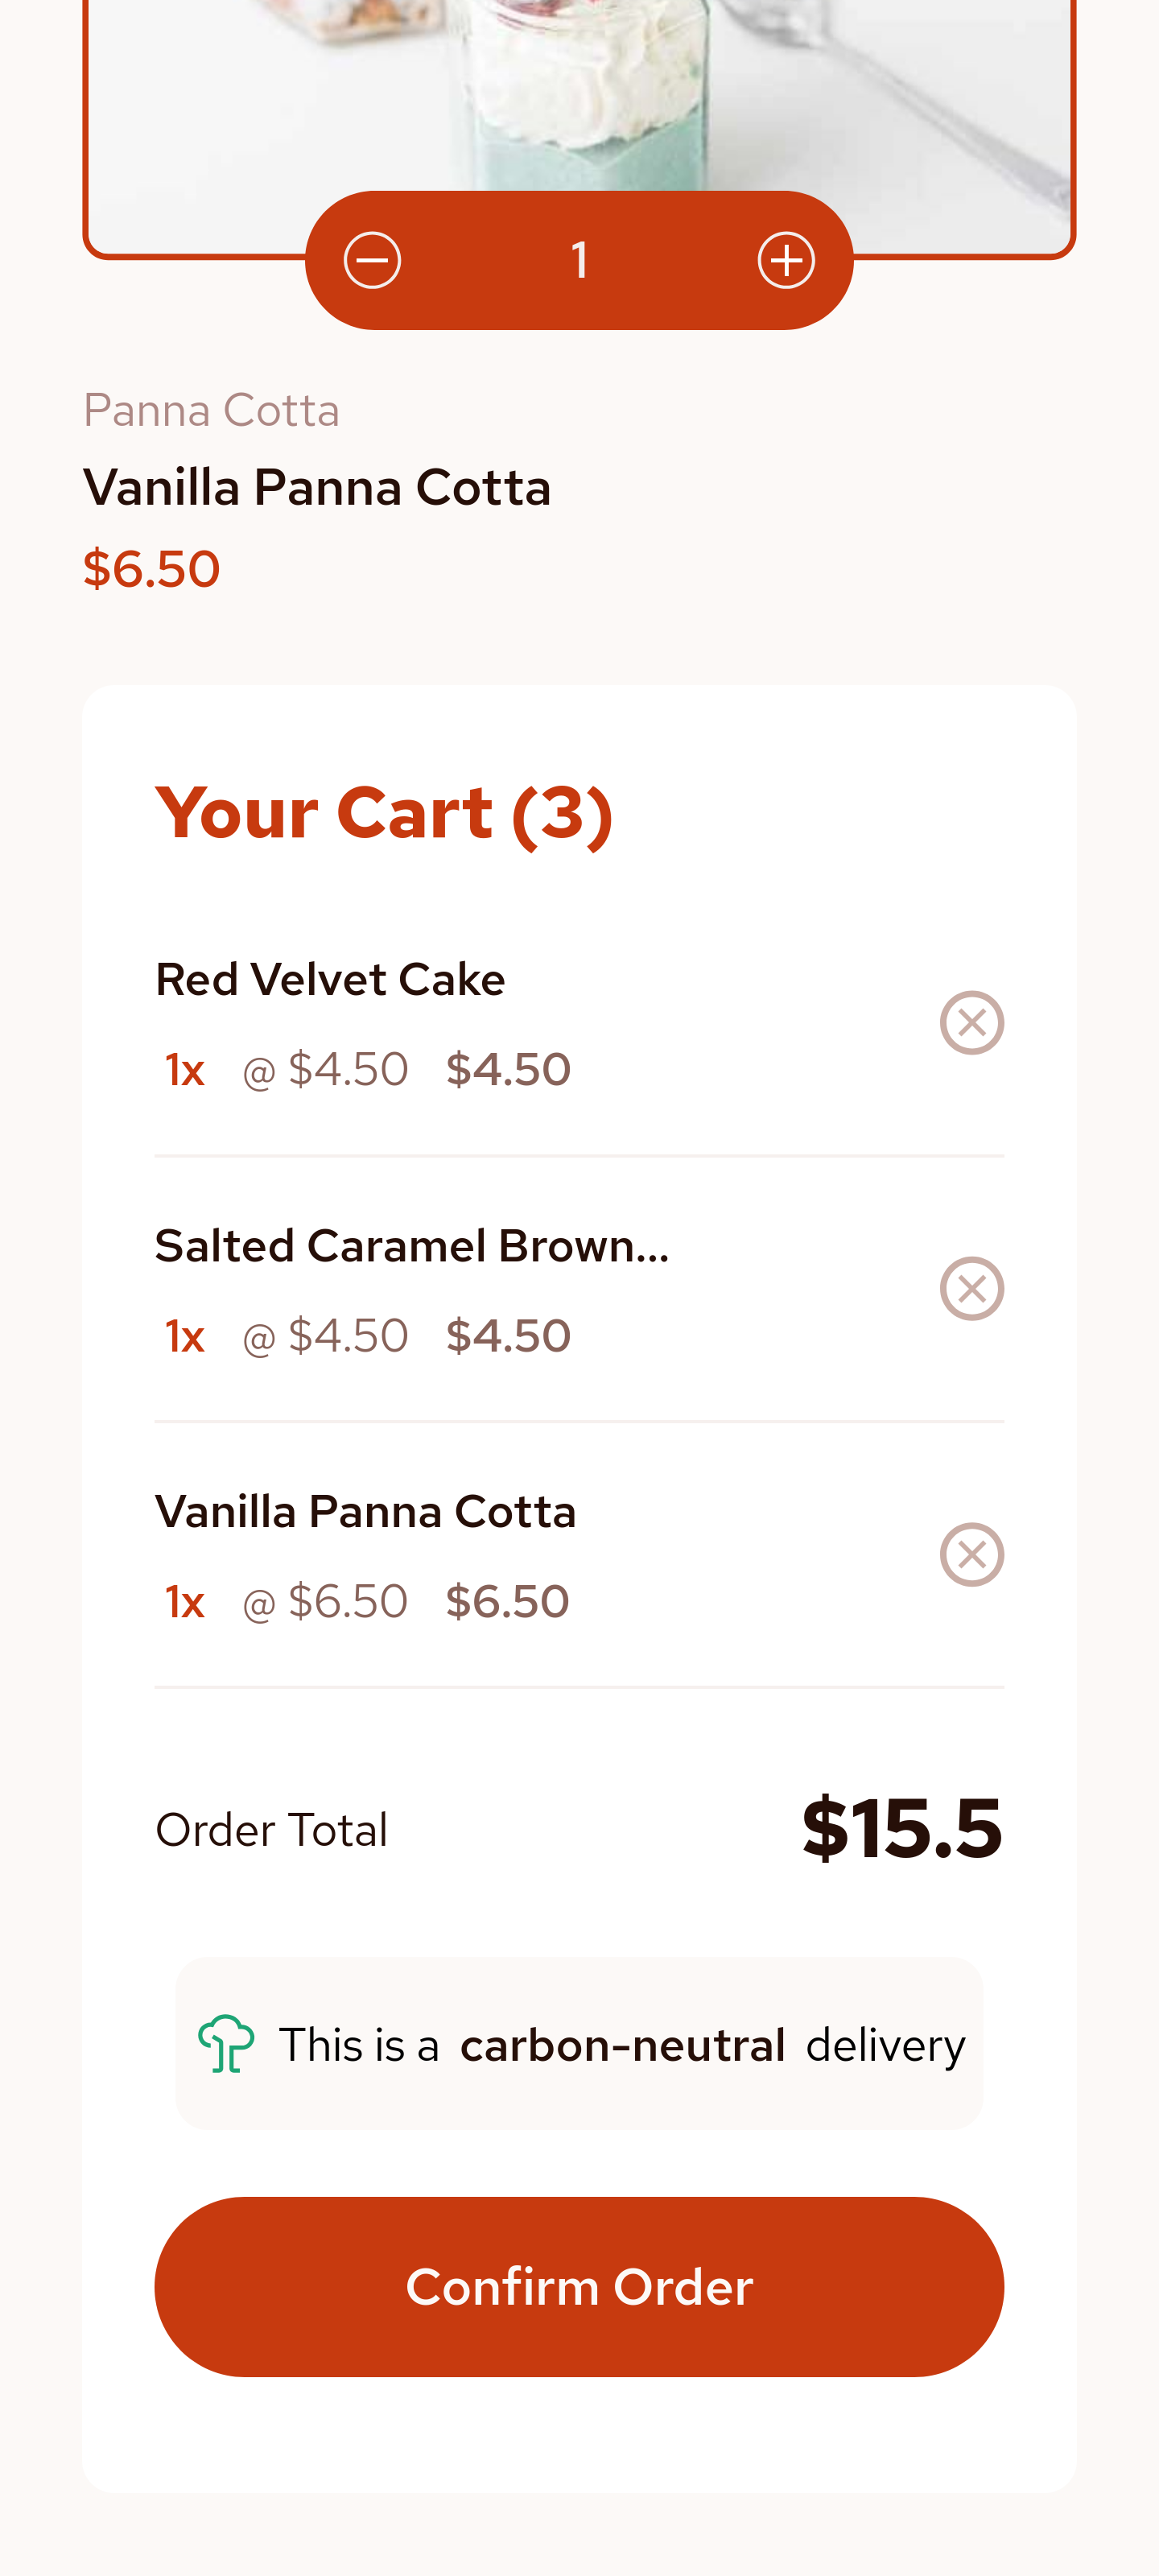 1
Panna Cotta
Vanilla Panna Cotta
$6.50
Your Cart (3)
Red Velvet Cake
1x @ $4.50 $4.50
Salted Caramel Brown...
1x @ $4.50 $4.50
Vanilla Panna Cotta
1x @ $6.50 $6.50
Order Total $15.5
This is a carbon-neutral delivery
Confirm Order